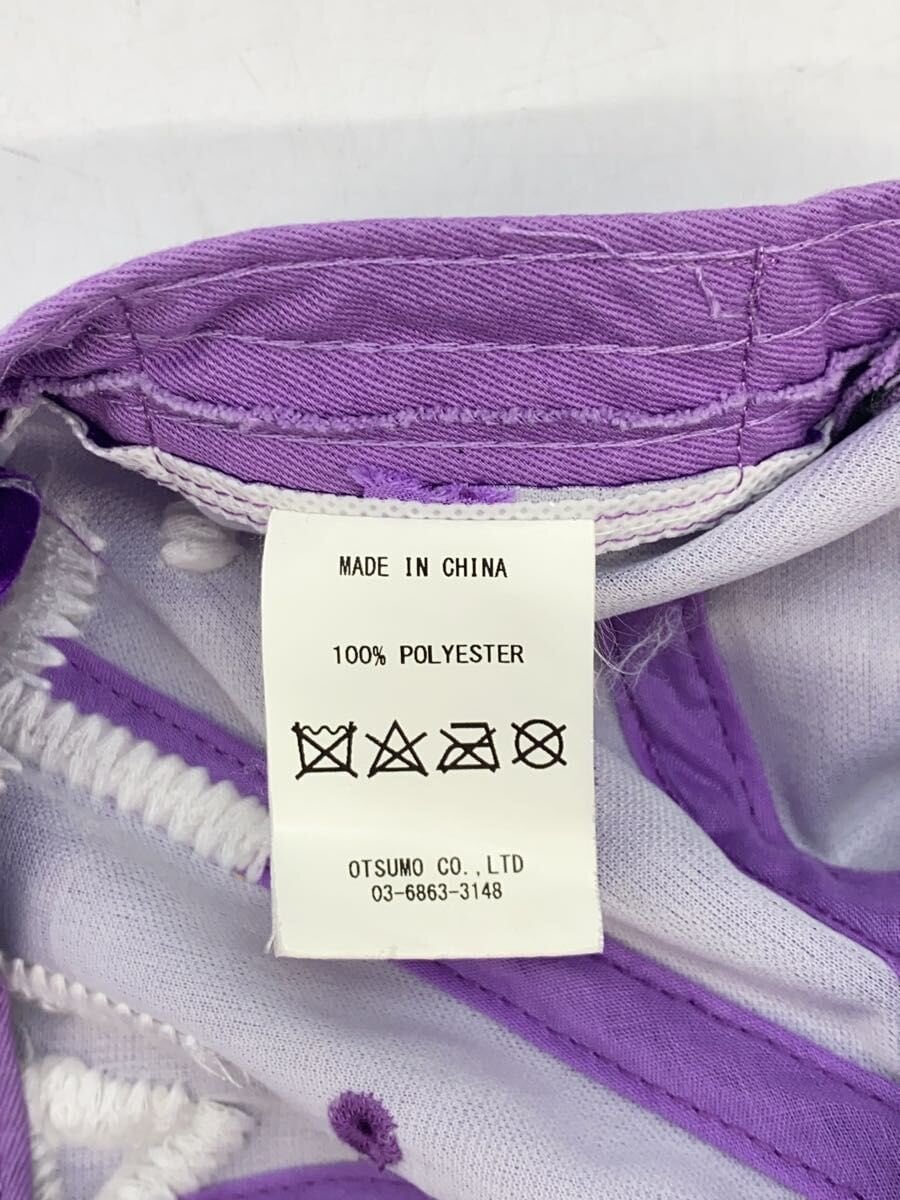 MADE IN CHINA
100% POLYESTER
OTSUMO CO.,LTD
03-6863-3148